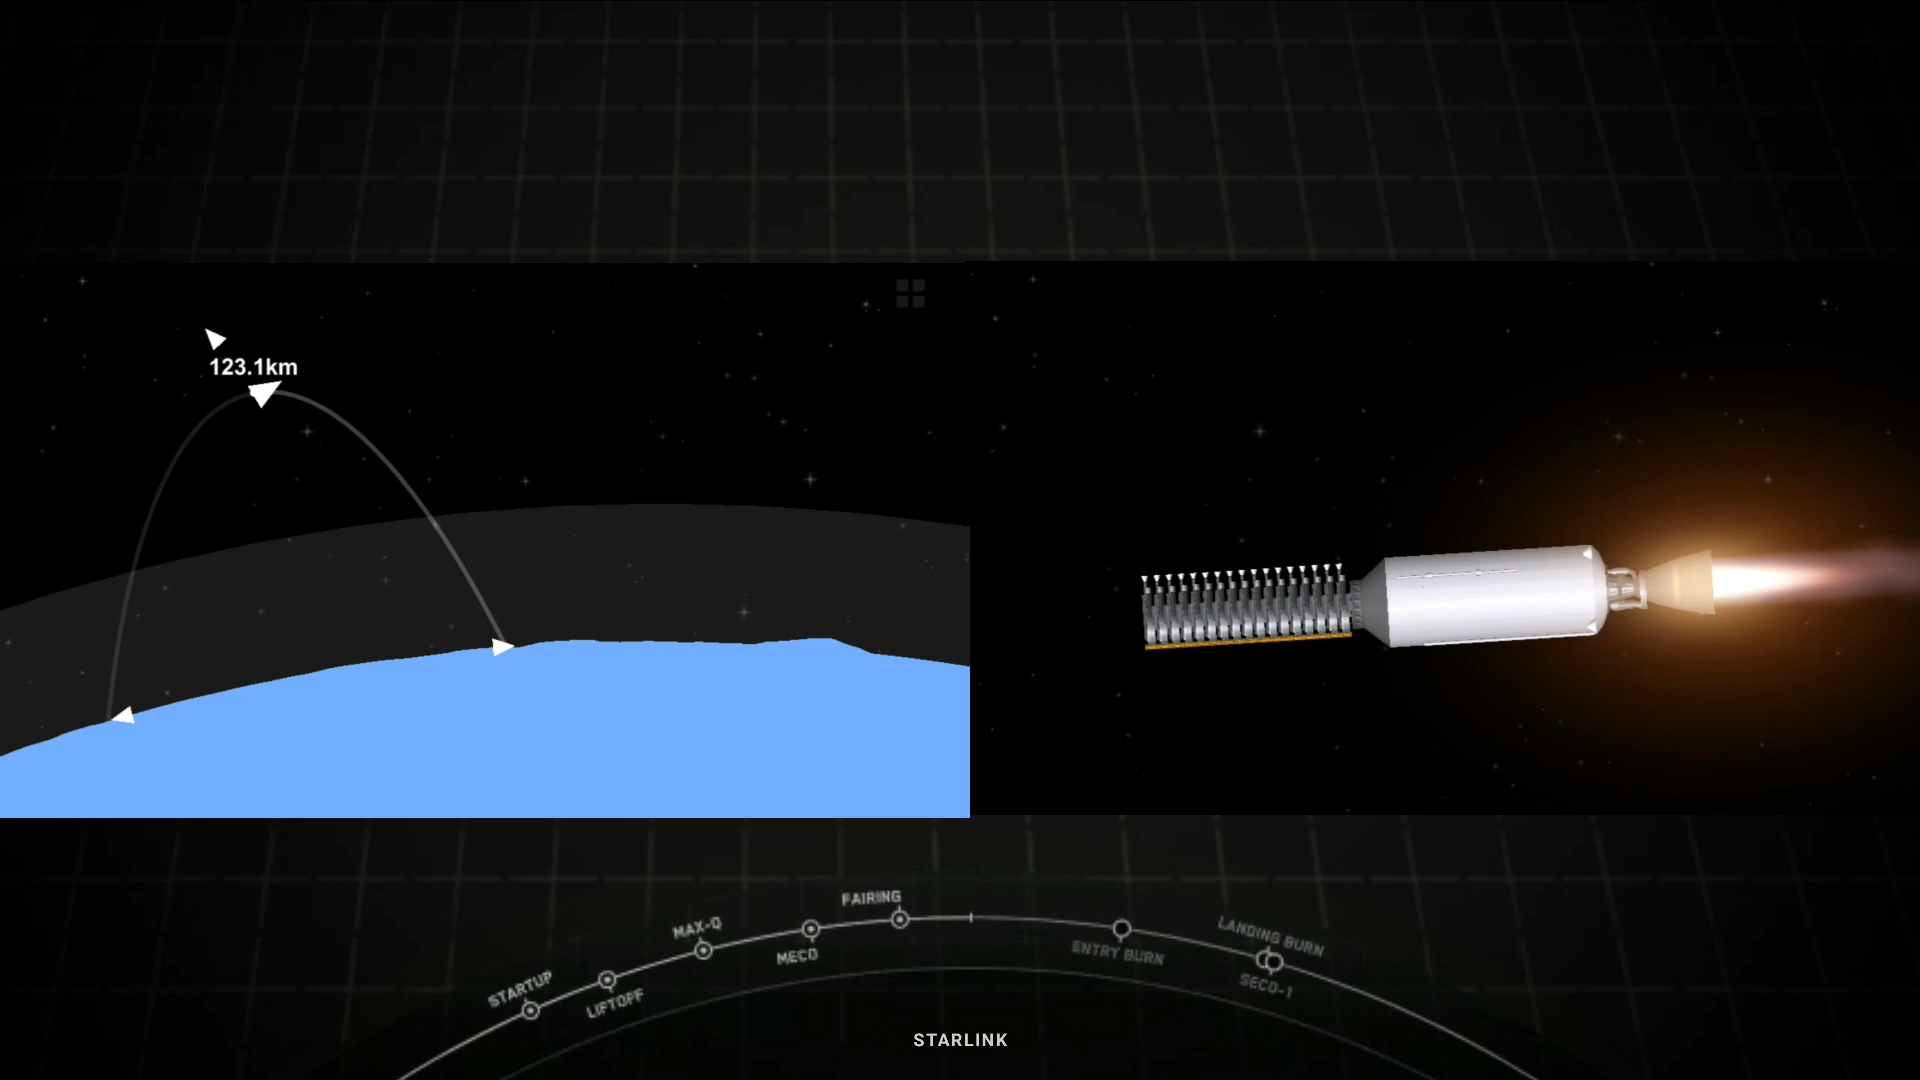 123.1km
FAIRING
MAX-Q
MECO
STARTUP
LIFTOFF
LANDING BURN
ENTRY BURN
SECO-1
STARLINK